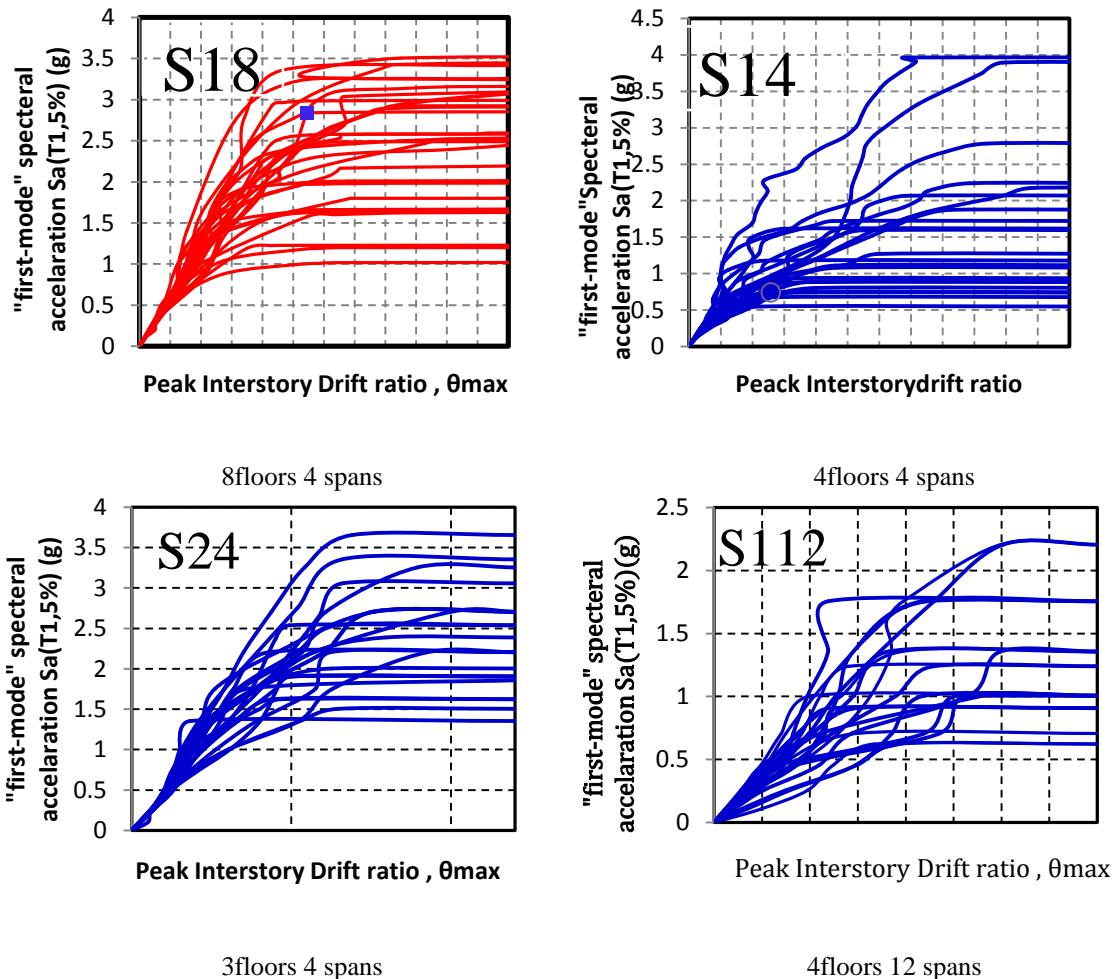 S18
"first-mode" specteral
accelaration Sa(T1,5%) (g)
4
3.5
3
2.5
2
1.5
1
0.5
0
Peak Interstory Drift ratio , θmax
8floors 4 spans
S14
"first-mode"Specteral
acceleration Sa(T1,5%) (g)
4.5
4
3.5
3
2.5
2
1.5
1
0.5
0
Peack Interstorydrift ratio
4floors 4 spans
S24
"first-mode" specteral
accelaration Sa(T1,5%) (g)
4
3.5
3
2.5
2
1.5
1
0.5
0
Peak Interstory Drift ratio , θmax
3floors 4 spans
S112
"first-mode" specteral
accelaration Sa(T1,5%)(g)
2.5
2
1.5
1
0.5
0
Peak Interstory Drift ratio , θmax
4floors 12 spans